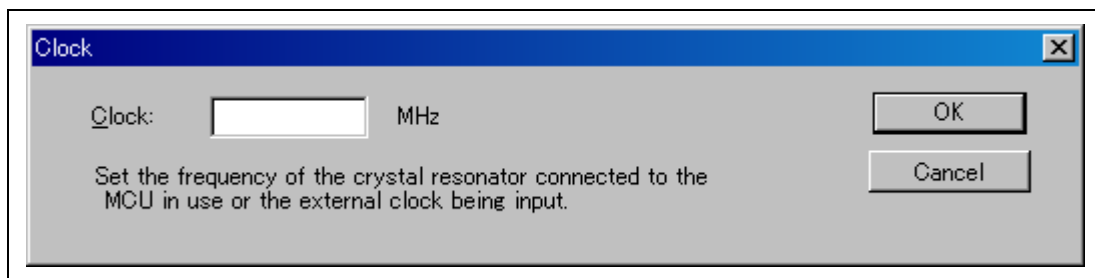 Clock
Clock: MHz OK
Cancel
Set the frequency of the crystal resonator connected to the
MCU in use or the external clock being input.